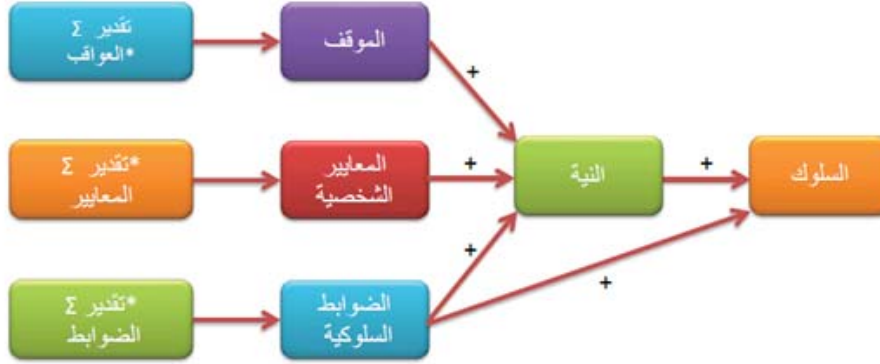 تقدير Σ
العواقب*
الموقف
+
*تقدير Σ
المعايير
المعايير
الشخصية
+
النية
+
السلوك
+
+
*تقدير Σ
الضوابط
الضوابط
السلوكية